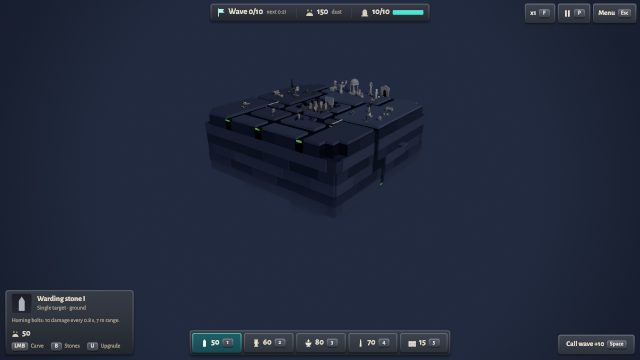 Wave 0/10 next 0:21 150 dust 10/10
x1 F P Menu Esc
Warding stone I
Single target · ground
Homing bolts: 10 damage every 0.8 s, 7 m range.
50
LMB Carve B Stones U Upgrade
50 1 60 2 80 3 70 4 15 5
Call wave +10 Space